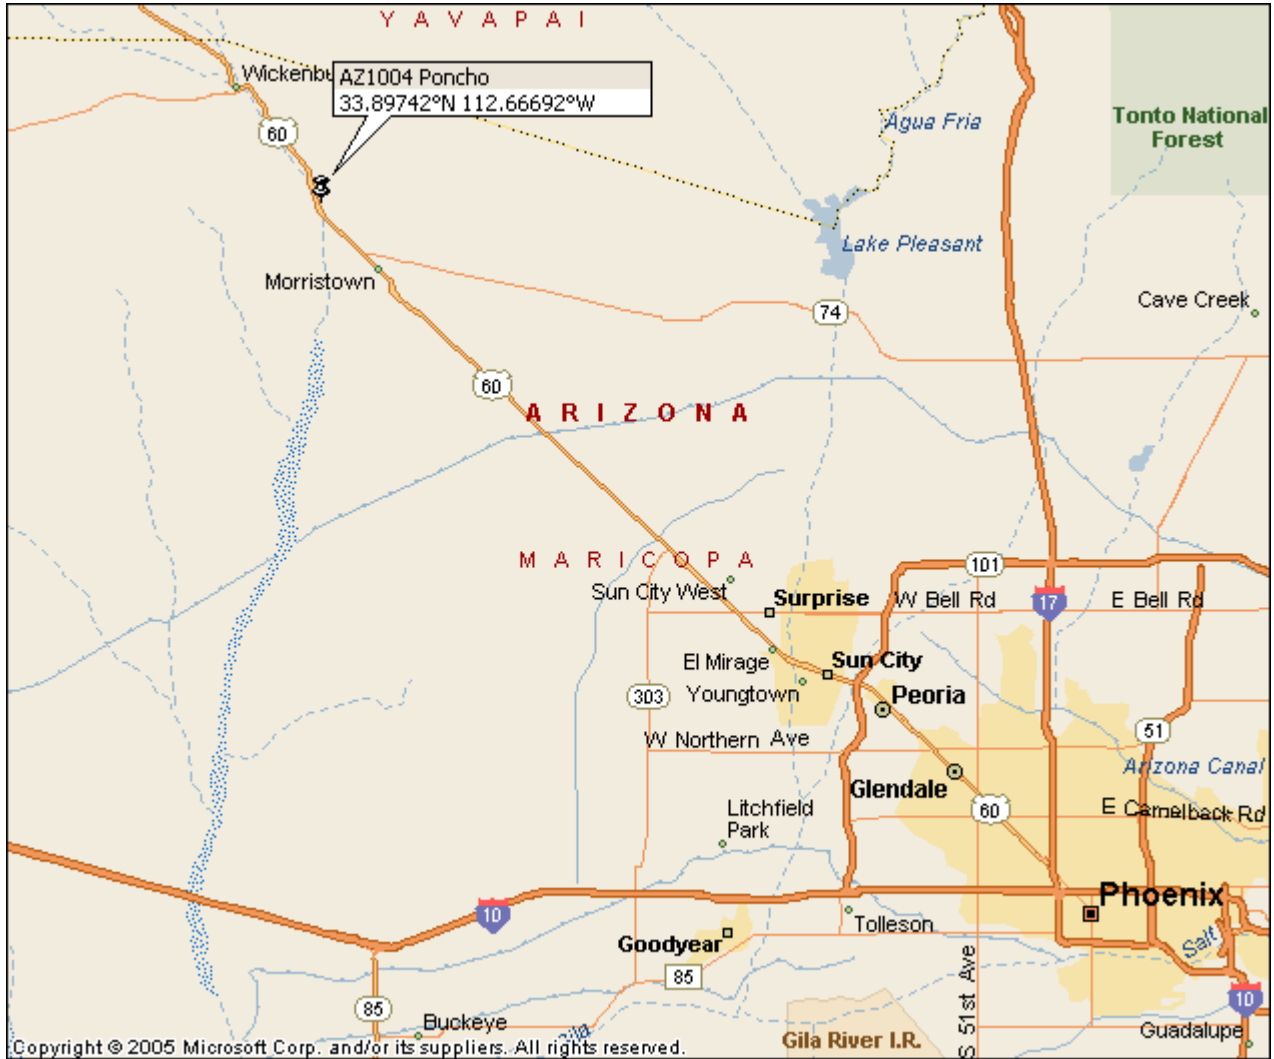 YAVAPAI
AZ1004 Poncho
33.89742°N 112.66692°W
60
Agua Fria
Tonto National
Forest
Lake Pleasant
Morristown
74
Cave Creek
60
ARIZONA
MARICOPA
101
Sun City West
Surprise
W Bell Rd
17
E Bell Rd
El Mirage
Sun City
303
Youngtown
Peoria
W Northern Ave
51
Arizona Canal
Glendale
60
Litchfield
Park
E Camelback Rd
Phoenix
10
Tolleson
Goodyear
Salt
85
S 51st Ave
85
10
Buckeye
Gila
Gila River I.R.
Guadalupe
Copyright © 2005 Microsoft Corp. and/or its suppliers. All rights reserved.